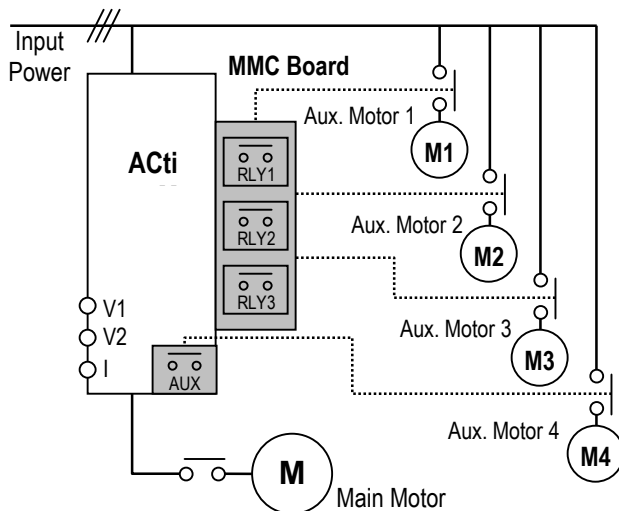 Input
Power
MMC Board
Aux. Motor 1
M1
ACti
RLY1
Aux. Motor 2
M2
RLY2
RLY3
V1
V2
I
Aux. Motor 3
M3
AUX
Aux. Motor 4
M4
M
Main Motor